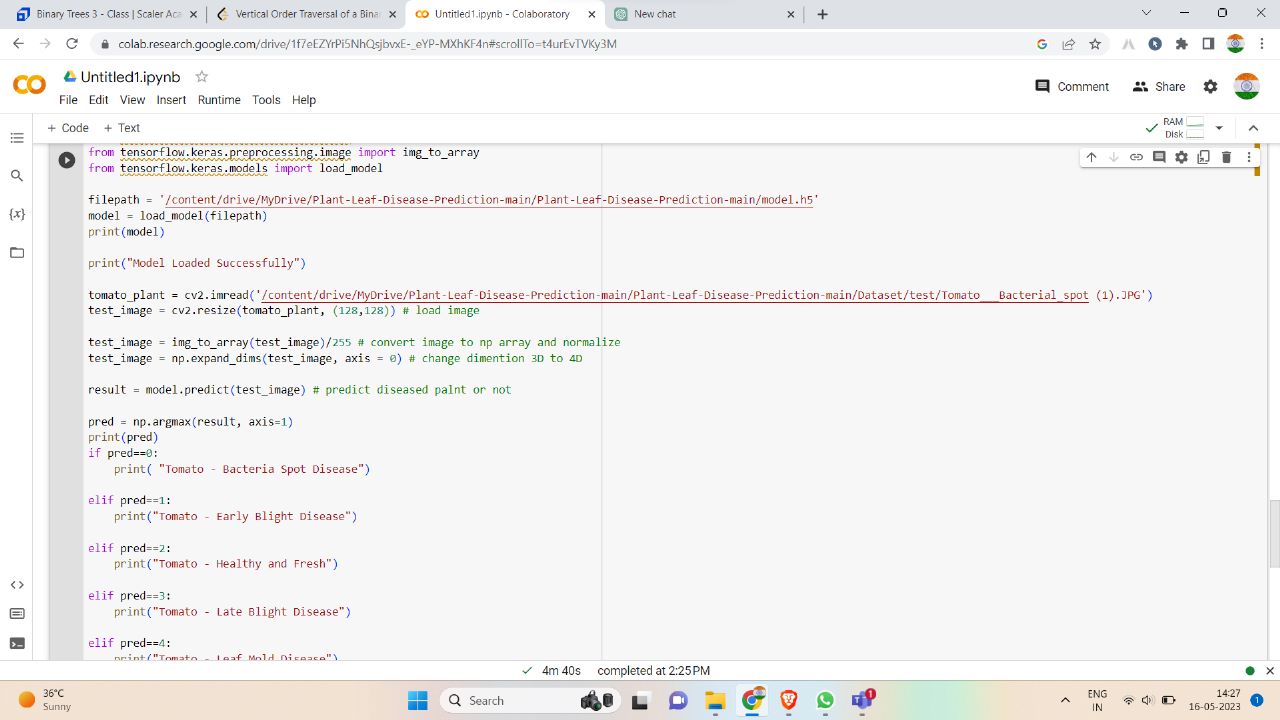 Binary Trees 3 - Class | Scaler Aca
Vertical Order Traversal of a Binar
Untitled1.ipynb - Colaboratory
New chat
colab.research.google.com/drive/1f7eEZYrPi5NhQsjbvxE-_eYP-MXhKF4n#scrollTo=t4urEvTVKy3M
Untitled1.ipynb
Comment
Share
File Edit View Insert Runtime Tools Help
+ Code + Text
RAM
Disk
from tensorflow.keras.preprocessing.image import img_to_array
from tensorflow.keras.models import load_model
filepath = '/content/drive/MyDrive/Plant-Leaf-Disease-Prediction-main/Plant-Leaf-Disease-Prediction-main/model.h5'
model = load_model(filepath)
print(model)
print("Model Loaded Successfully")
tomato_plant = cv2.imread('/content/drive/MyDrive/Plant-Leaf-Disease-Prediction-main/Plant-Leaf-Disease-Prediction-main/Dataset/test/Tomato___Bacterial_spot (1).JPG')
test_image = cv2.resize(tomato_plant, (128,128)) # load image
test_image = img_to_array(test_image)/255 # convert image to np array and normalize
test_image = np.expand_dims(test_image, axis = 0) # change dimention 3D to 4D
result = model.predict(test_image) # predict diseased palnt or not
pred = np.argmax(result, axis=1)
print(pred)
if pred==0:
    print( "Tomato - Bacteria Spot Disease")
elif pred==1:
    print("Tomato - Early Blight Disease")
elif pred==2:
    print("Tomato - Healthy and Fresh")
elif pred==3:
    print("Tomato - Late Blight Disease")
elif pred==4:
    print("Tomato - Leaf Mold Disease")
4m 40s completed at 2:25 PM
36°C
Sunny
Search
1
ENG
IN
14:27
16-05-2023
1